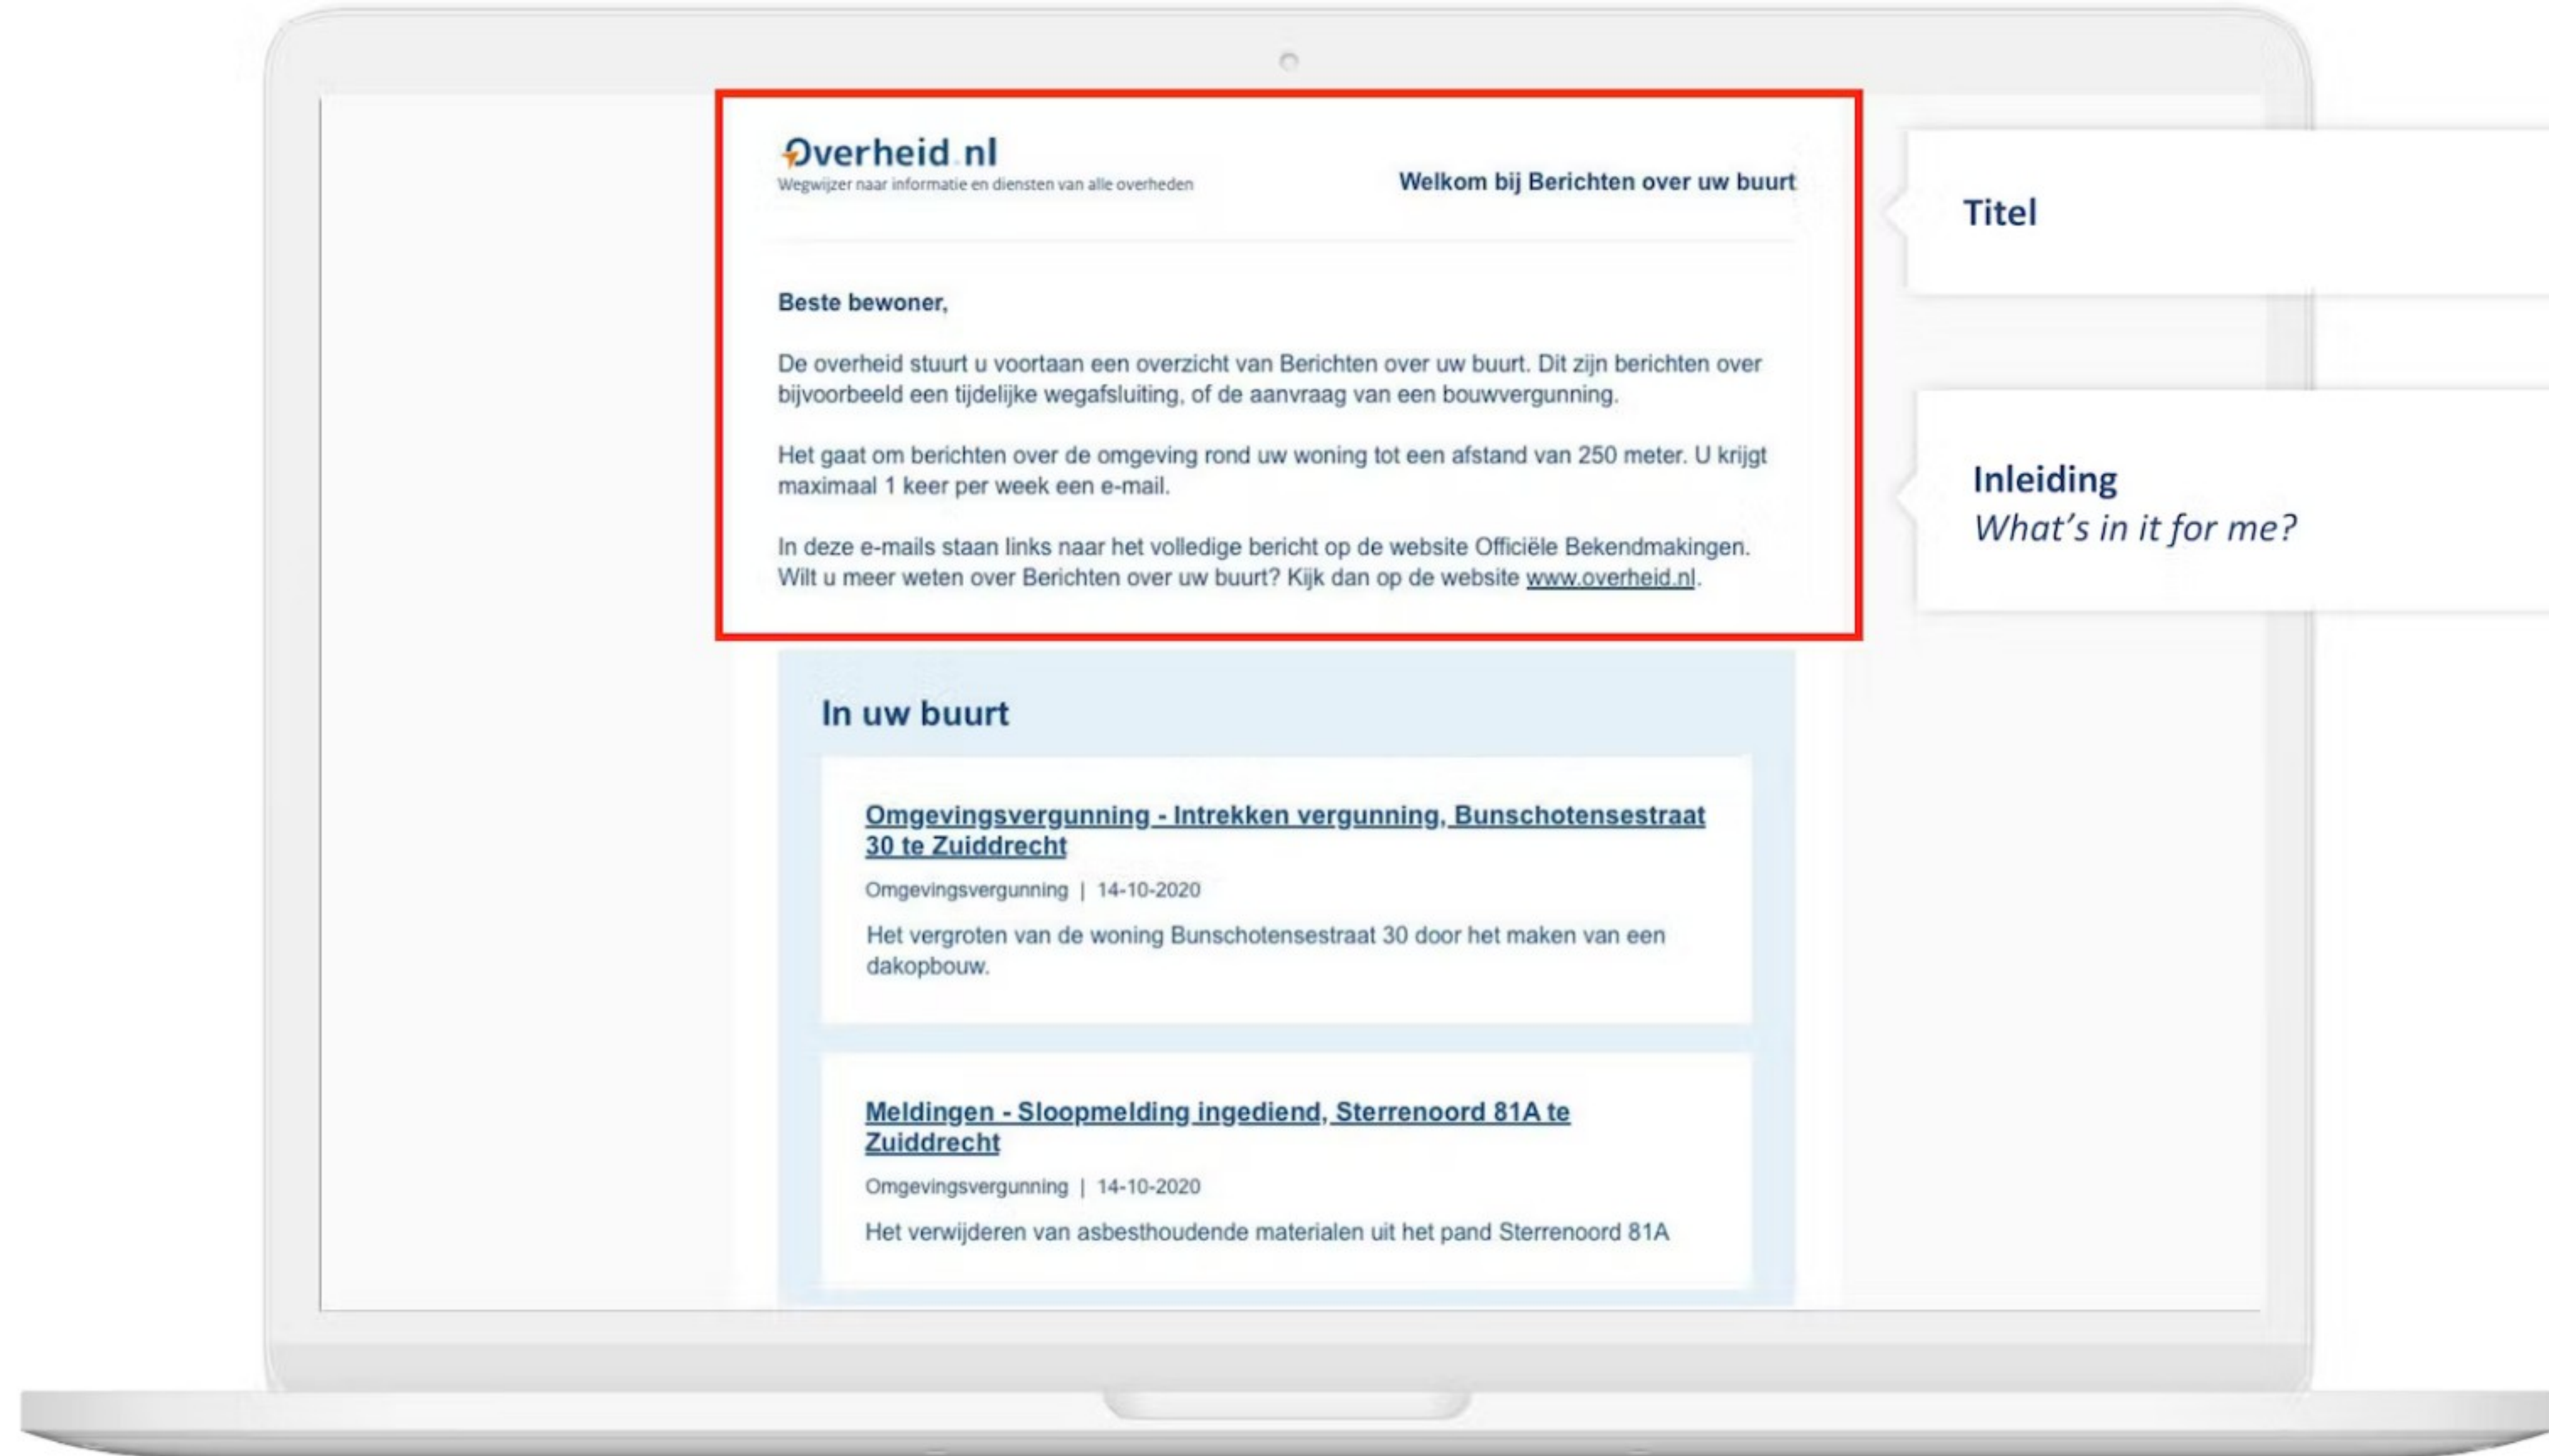 Overheid.nl
Wegwijzer naar informatie en diensten van alle overheden
Welkom bij Berichten over uw buurt
Beste bewoner,
De overheid stuurt u voortaan een overzicht van Berichten over uw buurt. Dit zijn berichten over
bijvoorbeeld een tijdelijke wegafsluiting, of de aanvraag van een bouwvergunning.
Het gaat om berichten over de omgeving rond uw woning tot een afstand van 250 meter. U krijgt
maximaal 1 keer per week een e-mail.
In deze e-mails staan links naar het volledige bericht op de website Officiële Bekendmakingen.
Wilt u meer weten over Berichten over uw buurt? Kijk dan op de website www.overheid.nl.
In uw buurt
Omgevingsvergunning - Intrekken vergunning, Bunschotensestraat
30 te Zuiddrecht
Omgevingsvergunning | 14-10-2020
Het vergroten van de woning Bunschotensestraat 30 door het maken van een
dakopbouw.
Meldingen - Sloopmelding ingediend, Sterrenoord 81A te
Zuiddrecht
Omgevingsvergunning | 14-10-2020
Het verwijderen van asbesthoudende materialen uit het pand Sterrenoord 81A
Titel
Inleiding
What's in it for me?